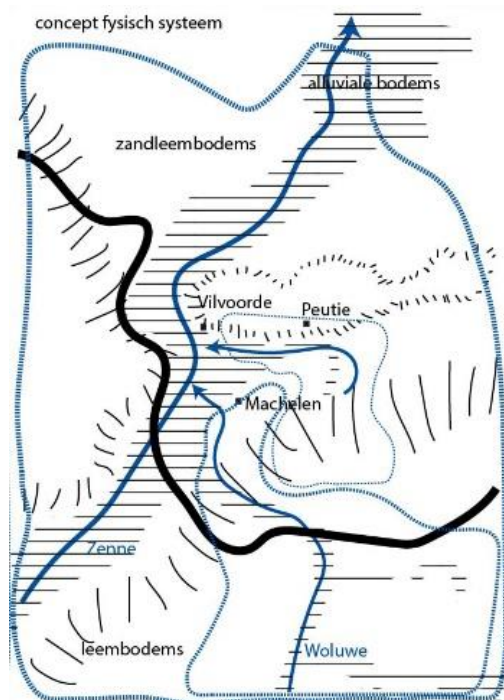 concept fysisch systeem
alluviale bodems
zandleembodems
Vilvoorde
Peutie
Machelen
Zenne
leembodems
Woluwe